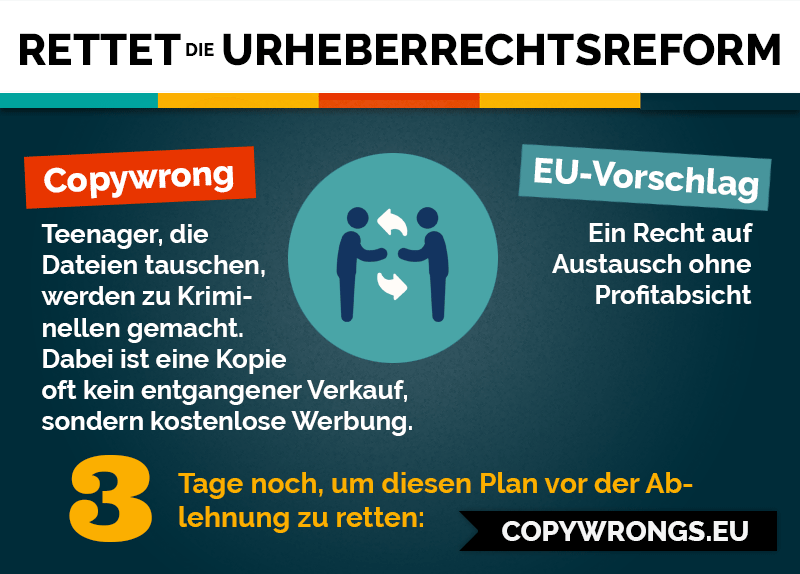 RETTET DIE URHEBERRECHTSREFORM
Copywrong
Teenager, die
Dateien tauschen,
werden zu Krimi-
nellen gemacht.
Dabei ist eine Kopie
oft kein entgangener Verkauf,
sondern kostenlose Werbung.
EU-Vorschlag
Ein Recht auf
Austausch ohne
Profitabsicht
3
Tage noch, um diesen Plan vor der Ab-
lehnung zu retten:
COPYWRONGS.EU